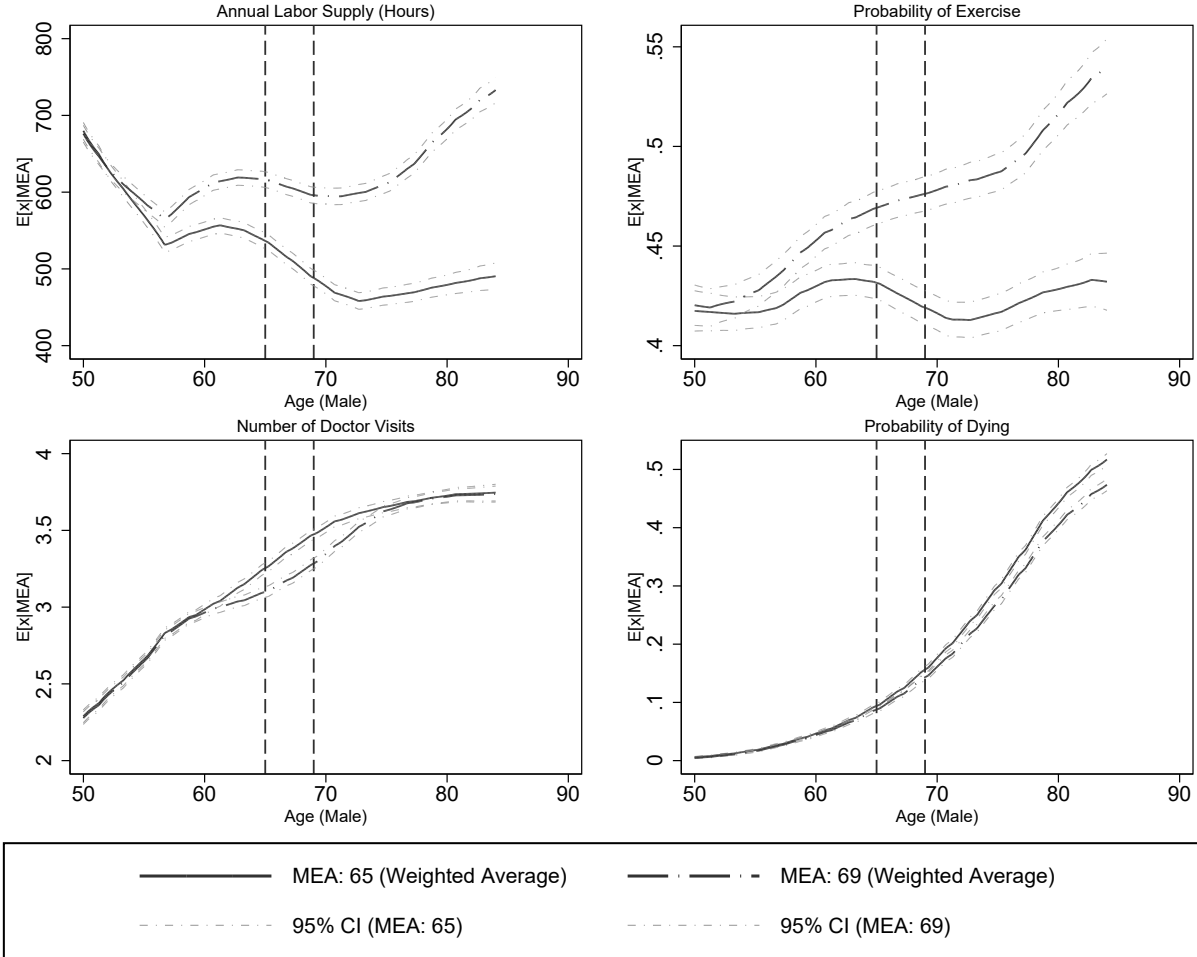 Annual Labor Supply (Hours)
E[x|MEA]
800
700
600
500
400
50 60 70 80 90
Age (Male)
Probability of Exercise
E[x|MEA]
.55
.5
.45
.4
50 60 70 80 90
Age (Male)
Number of Doctor Visits
E[x|MEA]
4
3.5
3
2.5
2
50 60 70 80 90
Age (Male)
Probability of Dying
E[x|MEA]
.5
.4
.3
.2
.1
0
50 60 70 80 90
Age (Male)
MEA: 65 (Weighted Average)
MEA: 69 (Weighted Average)
95% CI (MEA: 65)
95% CI (MEA: 69)